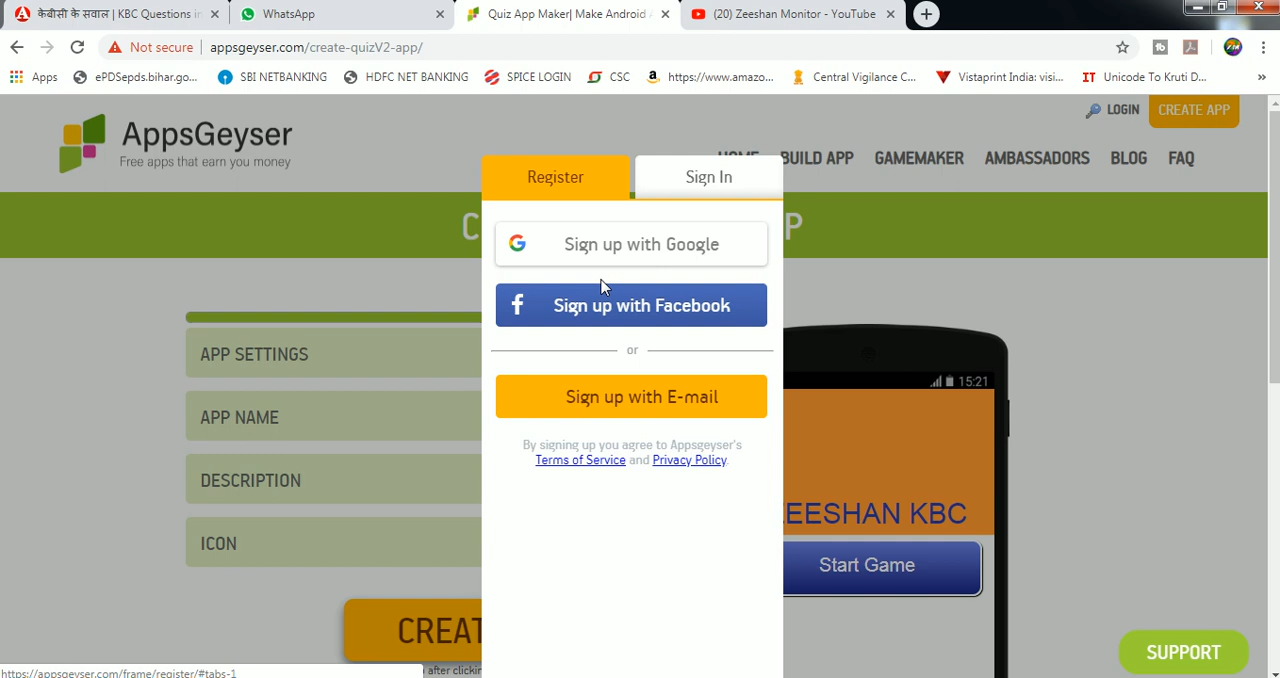 केबीसी के सवाल | KBC Questions in
WhatsApp
Quiz App Maker| Make Android
(20) Zeeshan Monitor - YouTube
Not secure
appsgeyser.com/create-quizV2-app/
Apps
ePDSepds.bihar.go...
SBI NETBANKING
HDFC NET BANKING
SPICE LOGIN
CSC
https://www.amazo...
Central Vigilance C...
Vistaprint India: visi...
Unicode To Kruti D...
»
AppsGeyser
Free apps that earn you money
LOGIN
CREATE APP
HOME
BUILD APP
GAMEMAKER
AMBASSADORS
BLOG
FAQ
Register
Sign In
C
P
Sign up with Google
Sign up with Facebook
or
Sign up with E-mail
By signing up you agree to Appsgeyser's
Terms of Service and Privacy Policy.
APP SETTINGS
APP NAME
DESCRIPTION
ICON
CREAT
after clickin
15:21
EESHAN KBC
Start Game
SUPPORT
https://appsgeyser.com/frame/register/#tabs-1